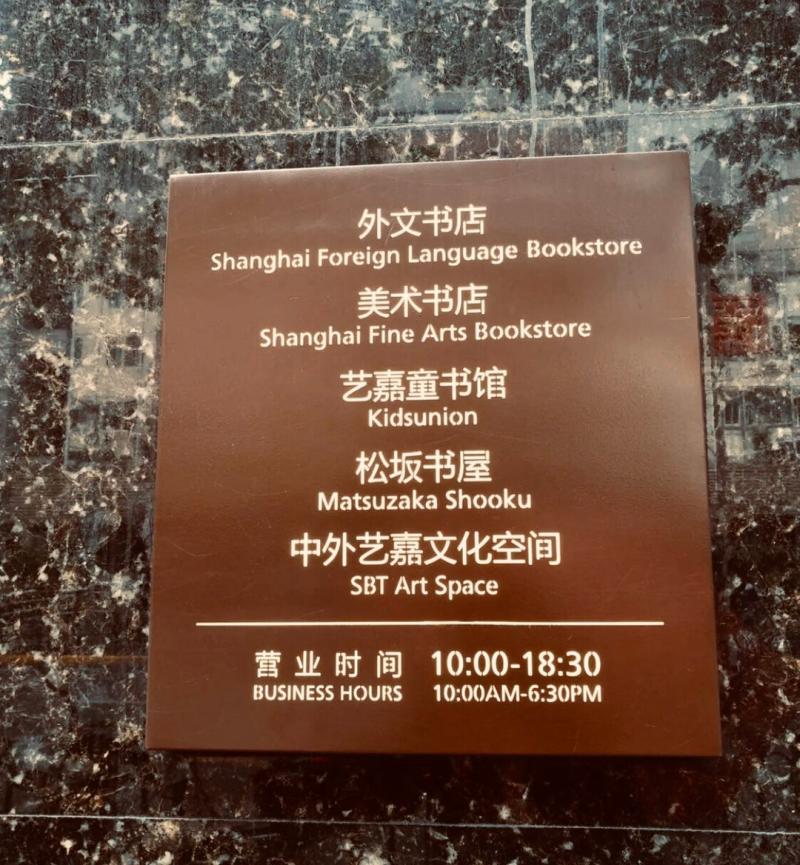 外文书店
Shanghai Foreign Language Bookstore
美术书店
Shanghai Fine Arts Bookstore
艺嘉童书馆
Kidsunion
松坂书屋
Matsuzaka Shooku
中外艺嘉文化空间
SBT Art Space
营业时间 10:00-18:30
BUSINESS HOURS 10:00AM-6:30PM